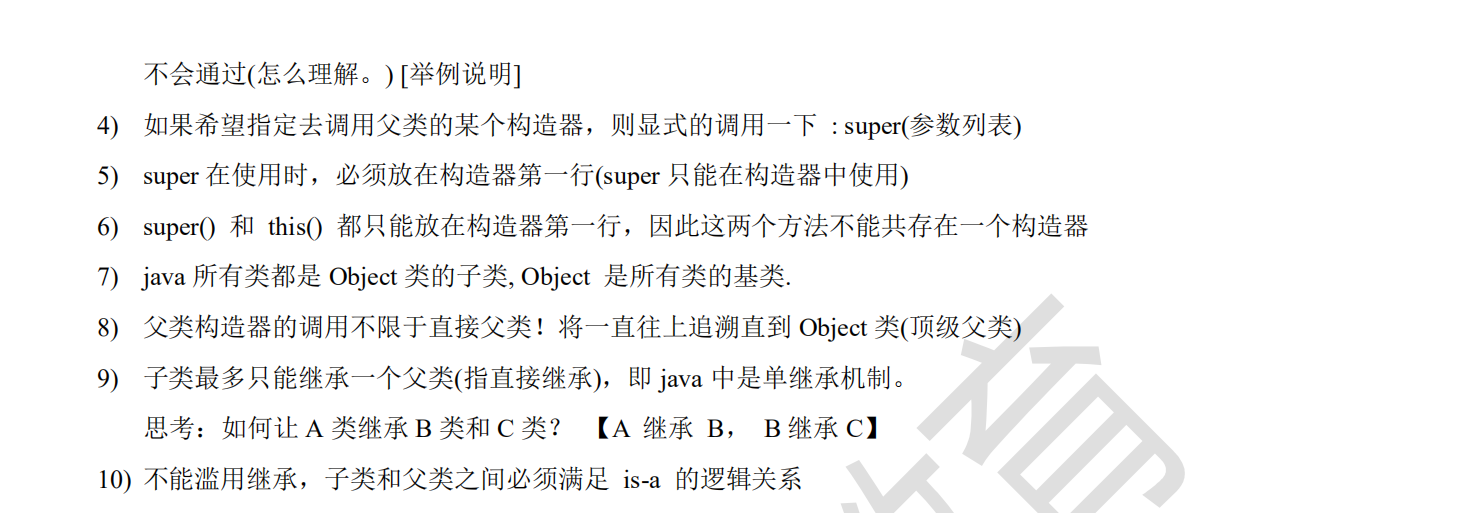 不会通过(怎么理解。) [举例说明]
4) 如果希望指定去调用父类的某个构造器，则显式的调用一下 : super(参数列表)
5) super 在使用时，必须放在构造器第一行(super 只能在构造器中使用)
6) super() 和 this() 都只能放在构造器第一行，因此这两个方法不能共存在一个构造器
7) java 所有类都是 Object 类的子类, Object 是所有类的基类.
8) 父类构造器的调用不限于直接父类！将一直往上追溯直到 Object 类(顶级父类)
9) 子类最多只能继承一个父类(指直接继承)，即 java 中是单继承机制。
思考：如何让 A 类继承 B 类和 C 类？ 【A 继承 B， B 继承 C】
10) 不能滥用继承，子类和父类之间必须满足 is-a 的逻辑关系
育